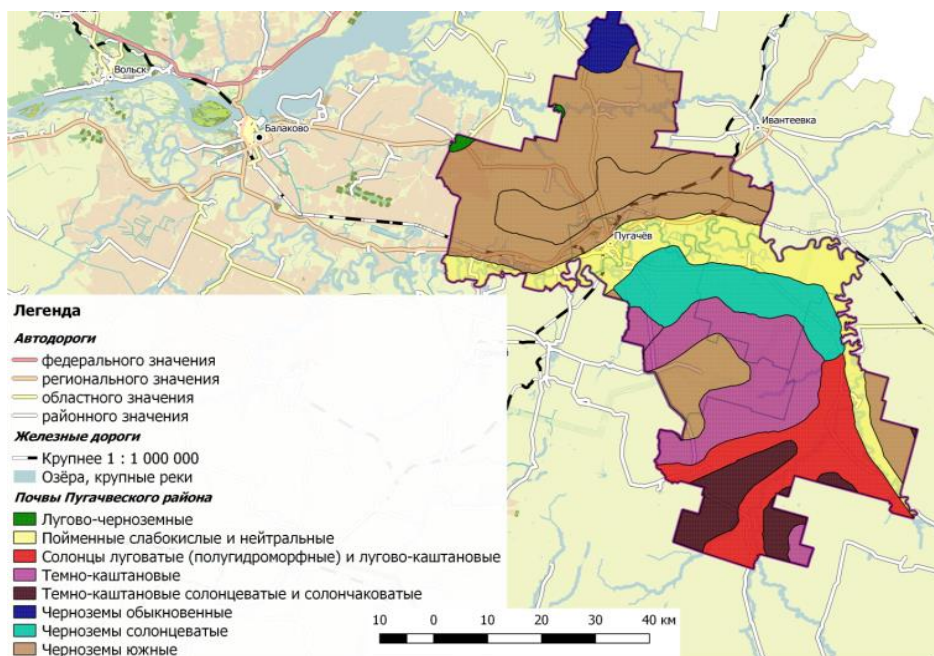 Вольск
Балаково
Ивантеевка
Пугачёв
Легенда
Автодороги
федерального значения
регионального значения
областного значения
районного значения
Железные дороги
Крупнее 1 : 1 000 000
Озёра, крупные реки
Почвы Пугачвеского района
Лугово-черноземные
Пойменные слабокислые и нейтральные
Солонцы луговатые (полугидроморфные) и лугово-каштановые
Темно-каштановые
Темно-каштановые солонцеватые и солончаковатые
Черноземы обыкновенные
Черноземы солонцеватые
Черноземы южные
10 0 10 20 30 40 км